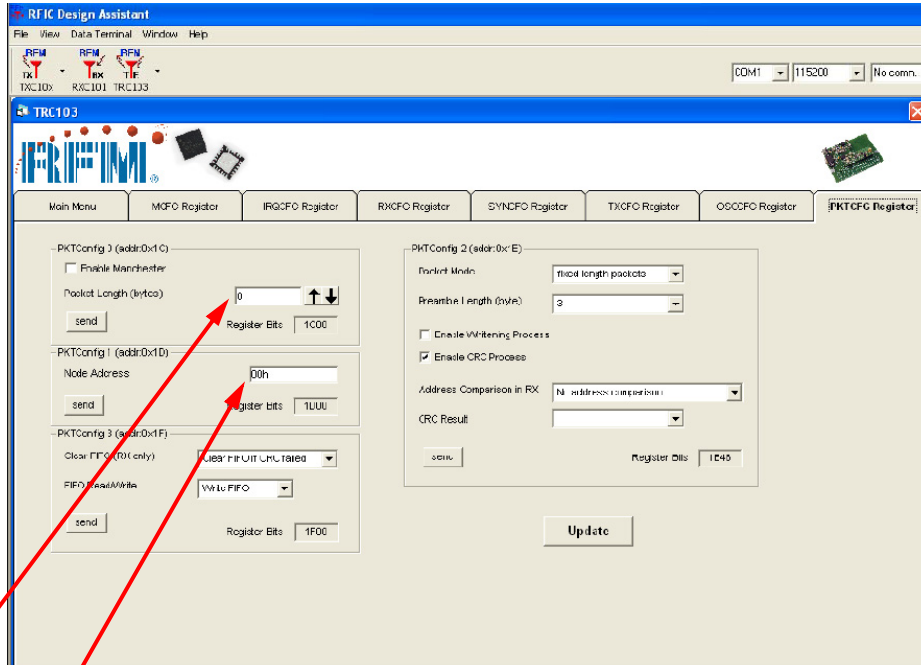 RFIC Design Assistant
File View Data Terminal Window Help
RFM RFM RFM
TX RX
TXC10x RXC101 TRC103
COM1 115200 No comm.
TRC103
RFM ®
Main Menu MCFG Register IRQCFG Register RXCFG Register SYNCFG Register TXCFG Register OSCCFG Register PKTCFG Register
PKTConfig 0 (addr:0x1C)
Enable Manchester
Packet Length (bytes) 0
send Register Bits 1C00
PKTConfig 1 (addr:0x1D)
Node Address 00h
send Register Bits 1D00
PKTConfig 3 (addr:0x1F)
Clear FIFO (RX only) Clear FIFO if CRC failed
FIFO Read/Write Write FIFO
send
Register Bits 1F00
PKTConfig 2 (addr:0x1E)
Packet Mode fixed length packets
Preamble Length (byte) 3
Enable Whitening Process
Enable CRC Process
Address Comparison in RX No address comparison
CRC Result
send Register Bits 1E48
Update